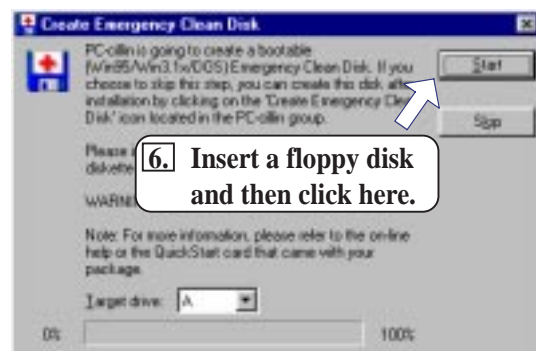 Create Emergency Clean Disk
PC-cillin is going to create a bootable
(Win95/Win3.1x/DOS) Emergency Clean Disk. If you
choose to skip this step, you can create this disk after
installation by clicking on the 'Create Emergency Clean
Disk' icon located in the PC-cillin group.
Start
Skip
Please
diskette
6. Insert a floppy disk
and then click here.
Note: For more information, please refer to the on-line
help or the QuickStart card that came with your
package.
Target drive: A
0% 100%